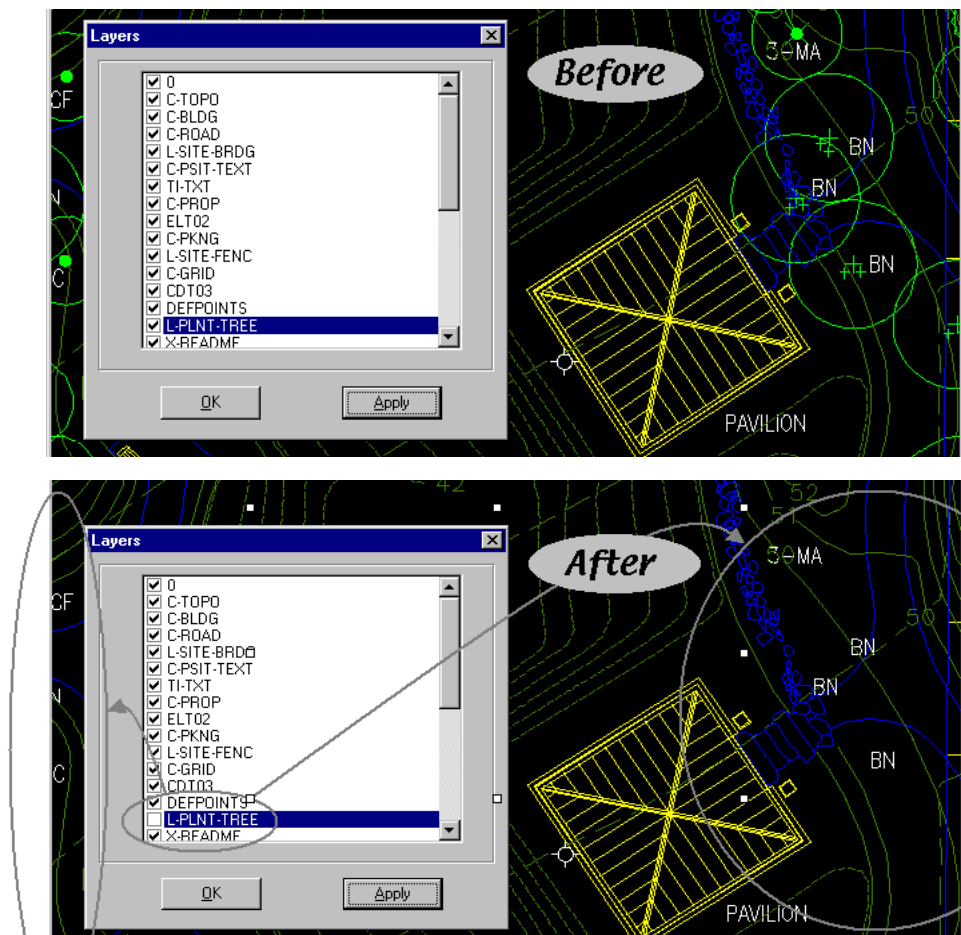 Layers
Before
0
C-TOPO
C-BLDG
C-ROAD
L-SITE-BRDG
C-PSIT-TEXT
TI-TXT
C-PROP
ELT02
C-PKNG
L-SITE-FENC
C-GRID
CDT03
DEFPOINTS
L-PLNT-TREE
X-README
OK
Apply
CF
N
C
3-MA
50
BN
BN
BN
PAVILION
42
52
51
Layers
After
0
C-TOPO
C-BLDG
C-ROAD
L-SITE-BRDG
C-PSIT-TEXT
TI-TXT
C-PROP
ELT02
C-PKNG
L-SITE-FENC
C-GRID
CDT03
DEFPOINTS
L-PLNT-TREE
X-README
OK
Apply
CF
N
C
3-MA
50
BN
BN
BN
PAVILION